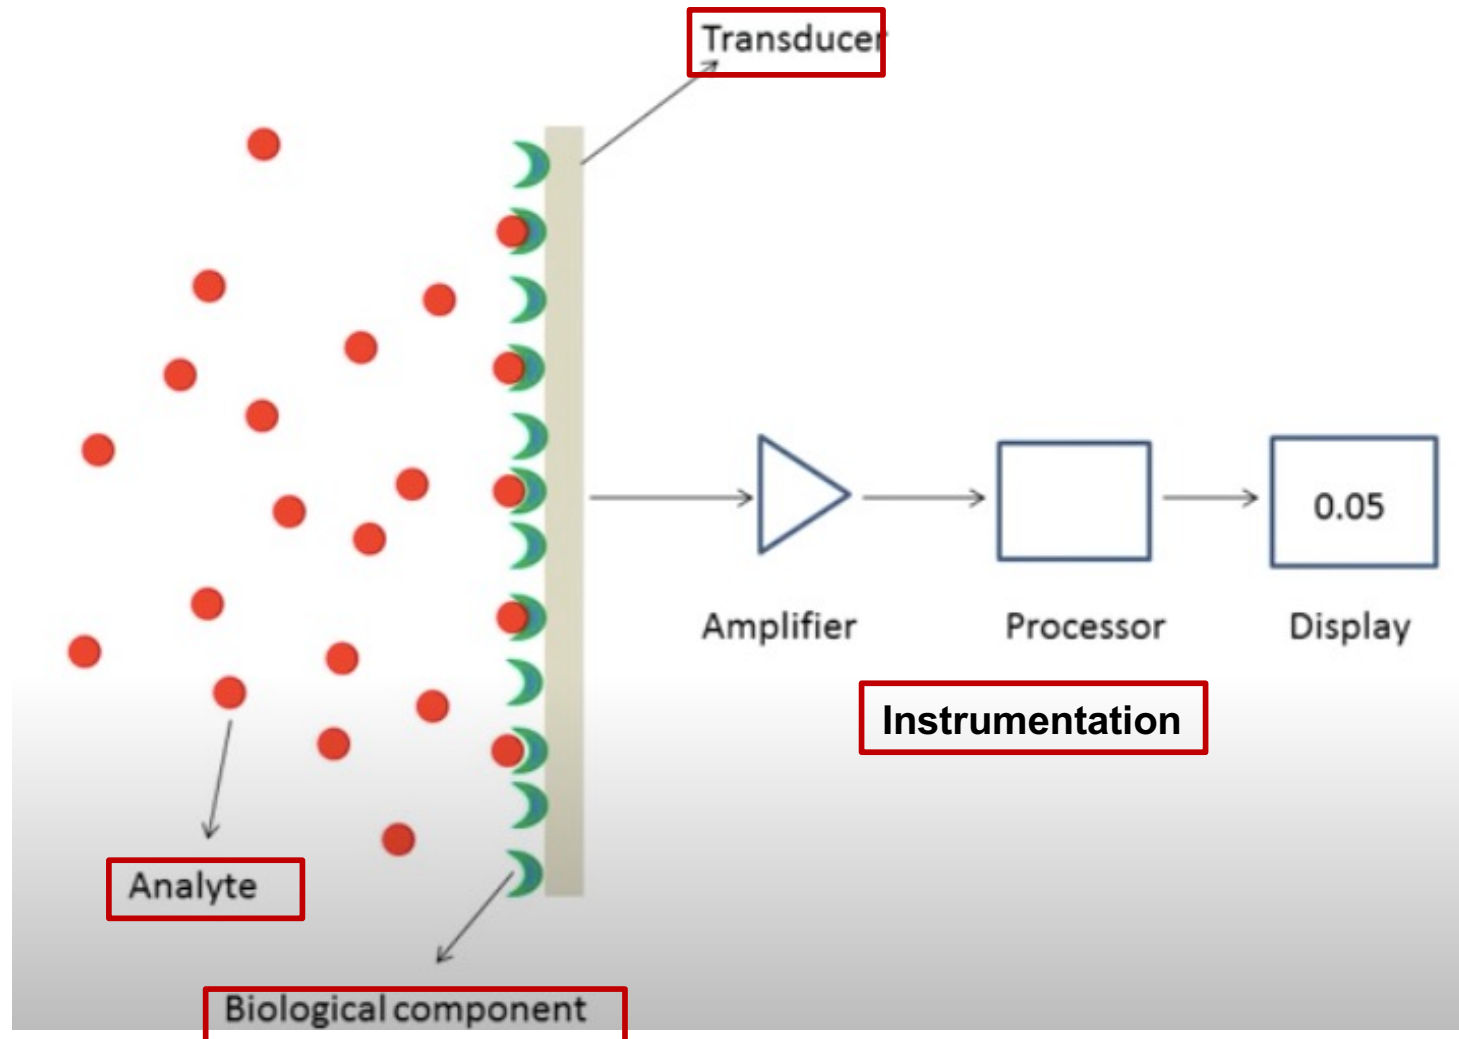 Transducer
0.05
Amplifier
Processor
Display
Instrumentation
Analyte
Biological component